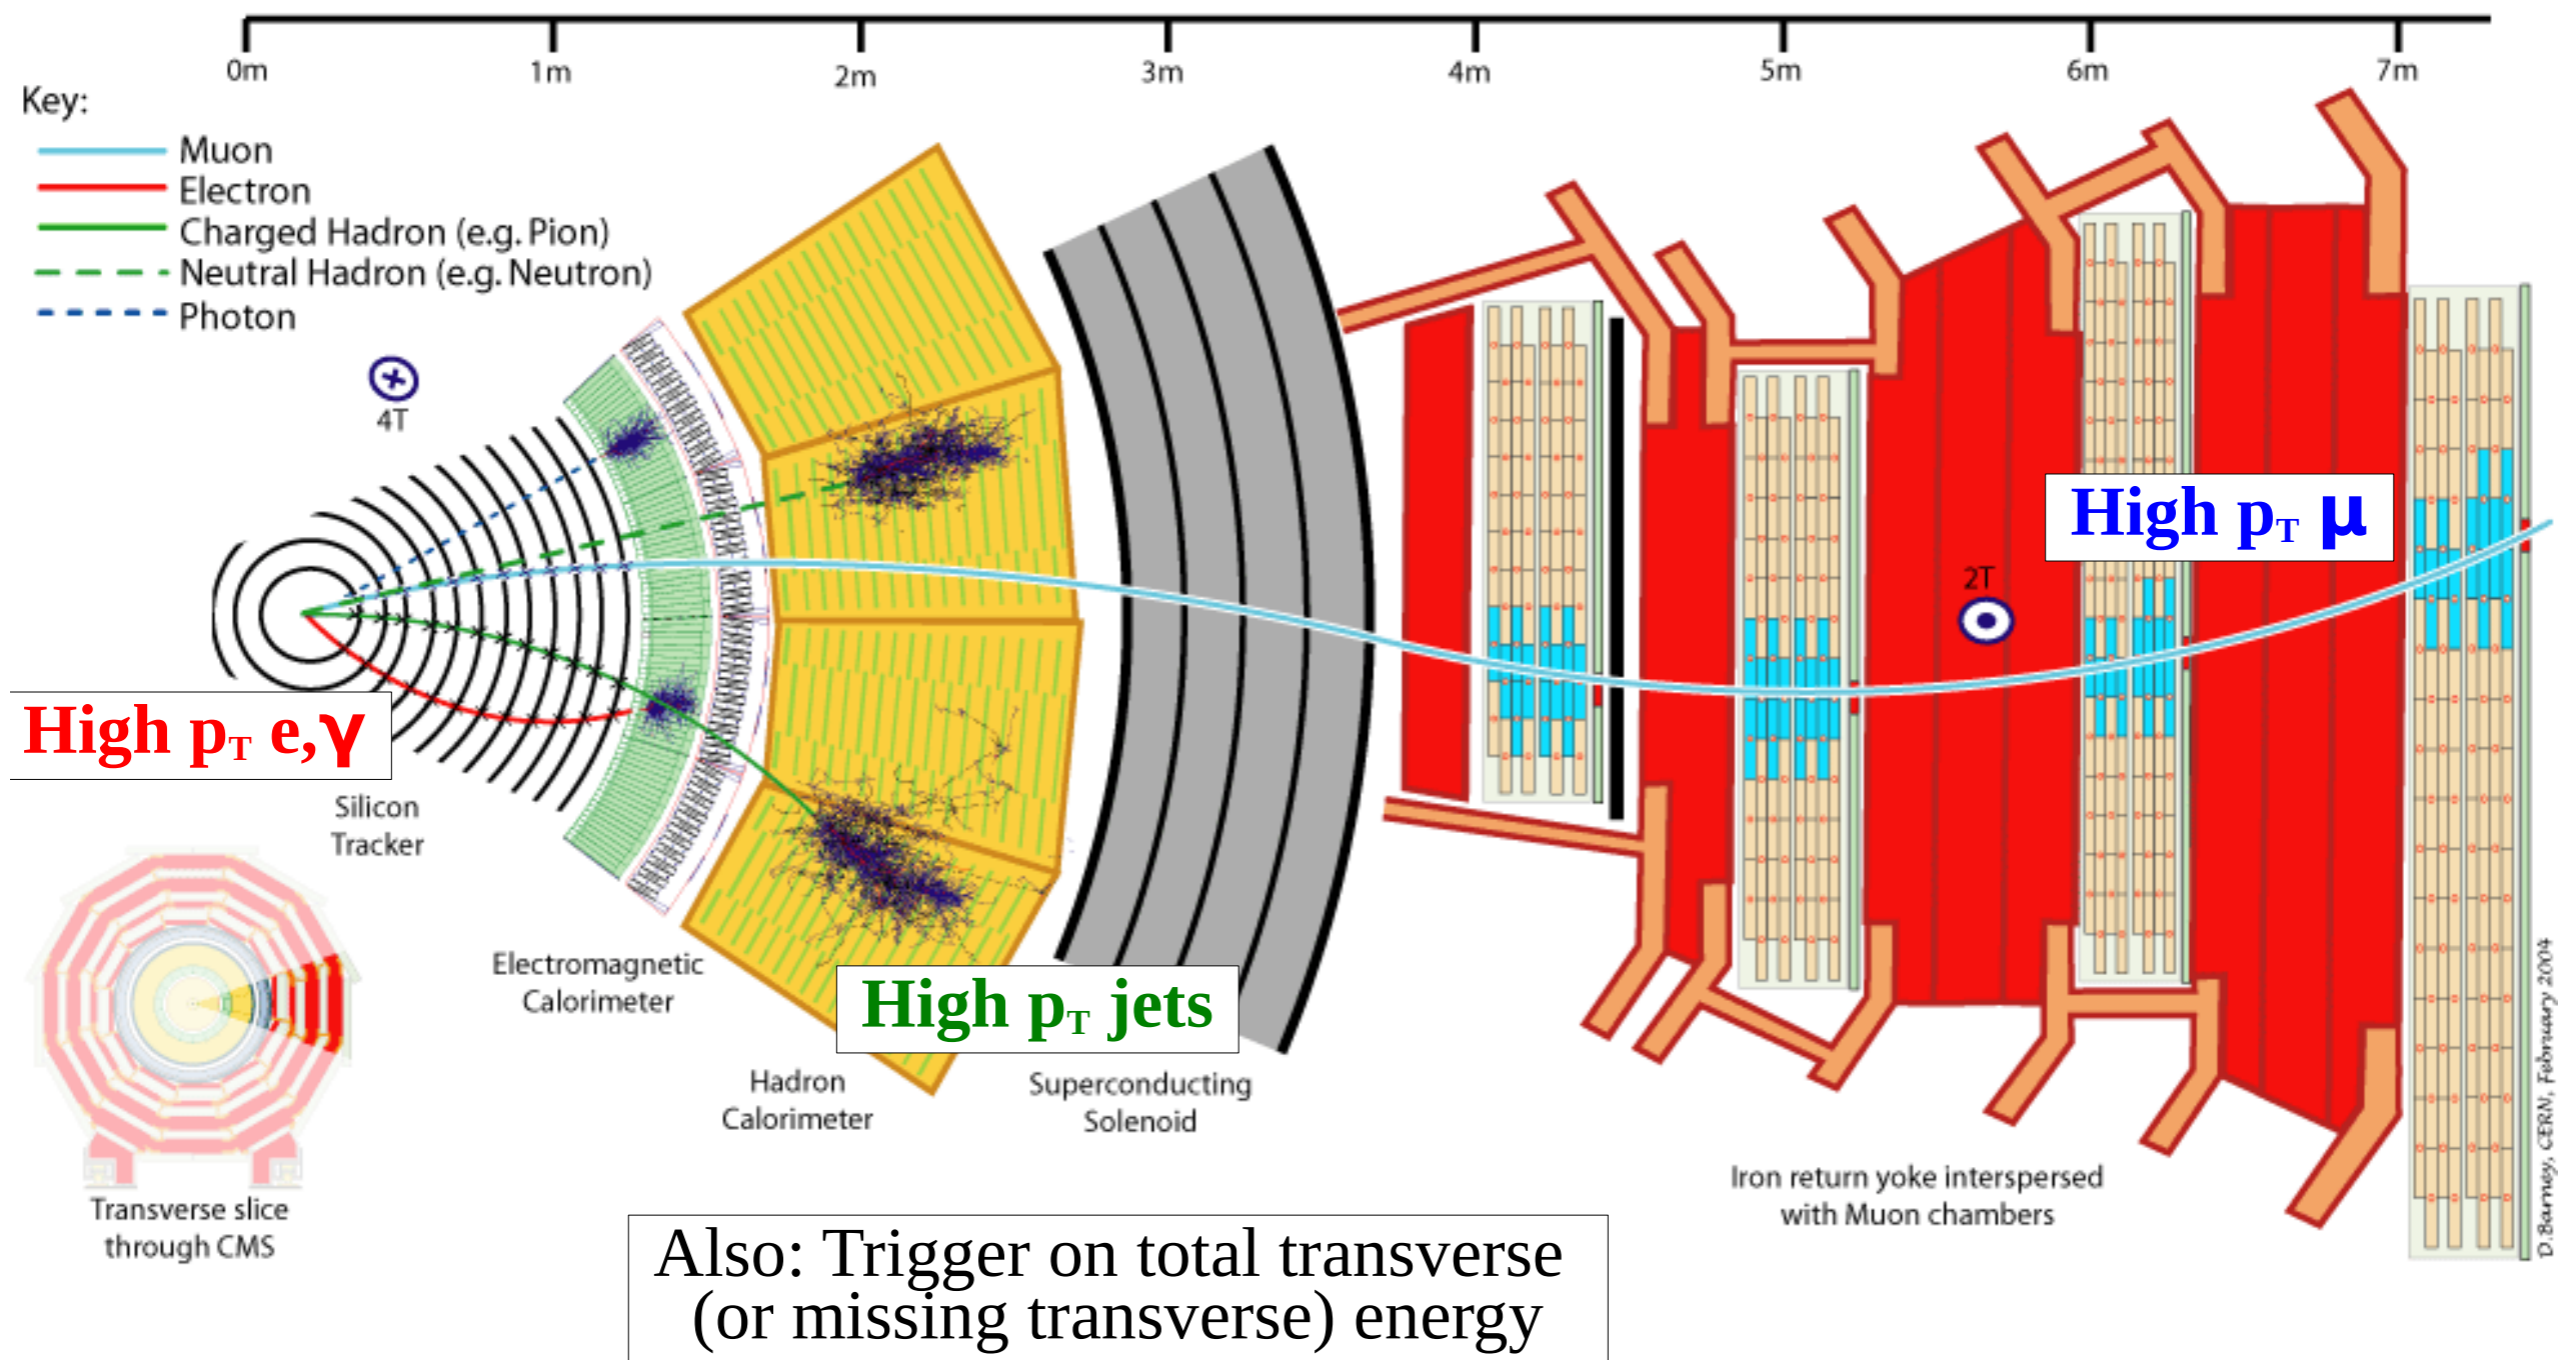 0m 1m 2m 3m 4m 5m 6m 7m
Key:
Muon
Electron
Charged Hadron (e.g. Pion)
Neutral Hadron (e.g. Neutron)
Photon
4T
2T
High pT μ
High pT e,γ
Silicon
Tracker
Electromagnetic
Calorimeter
High pT jets
Hadron
Calorimeter
Superconducting
Solenoid
Iron return yoke interspersed
with Muon chambers
Transverse slice
through CMS
Also: Trigger on total transverse
(or missing transverse) energy
D.Barney, CERN, February 2004